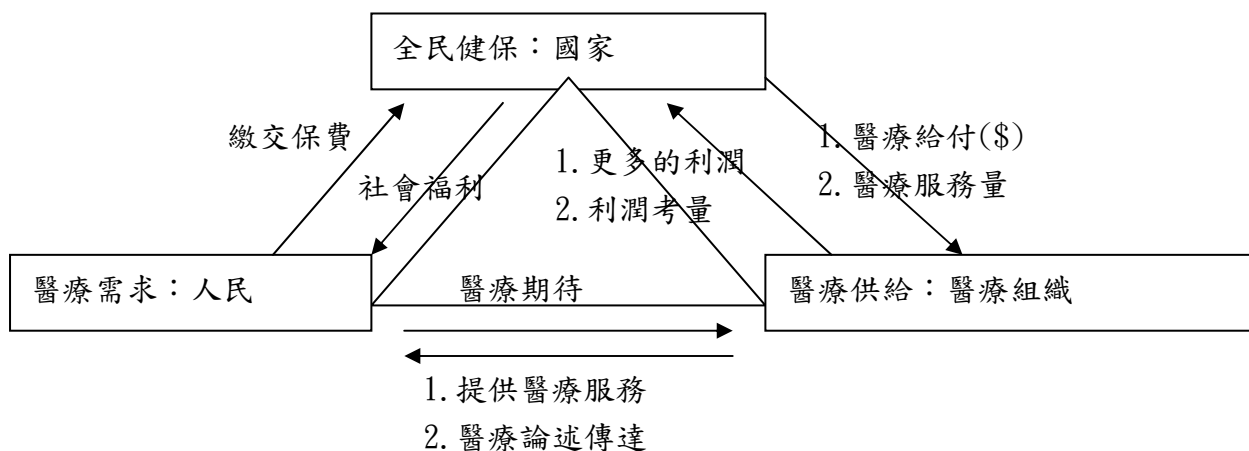 全民健保：國家
繳交保費
社會福利
1.更多的利潤
2.利潤考量
1.醫療給付($)
2.醫療服務量
醫療需求：人民
醫療期待
醫療供給：醫療組織
1.提供醫療服務
2.醫療論述傳達